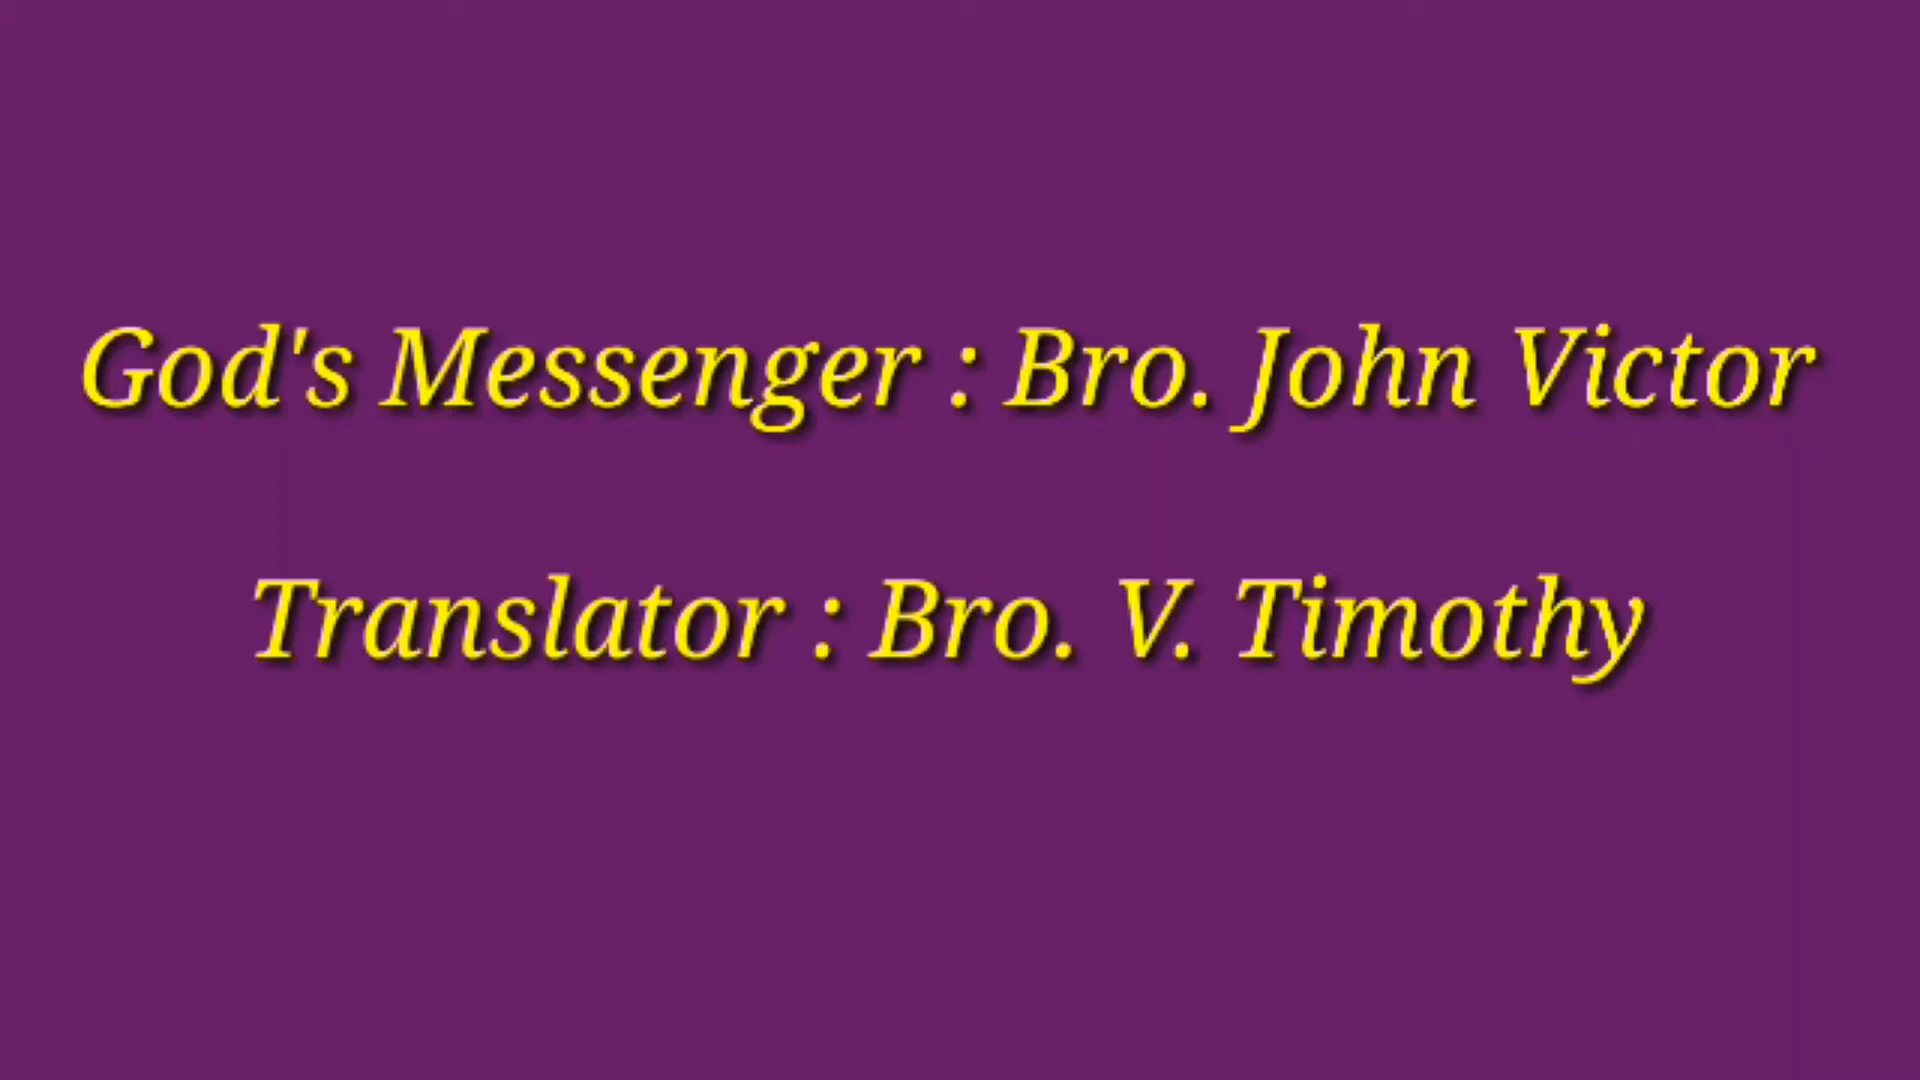 God's Messenger : Bro. John Victor
Translator : Bro. V. Timothy